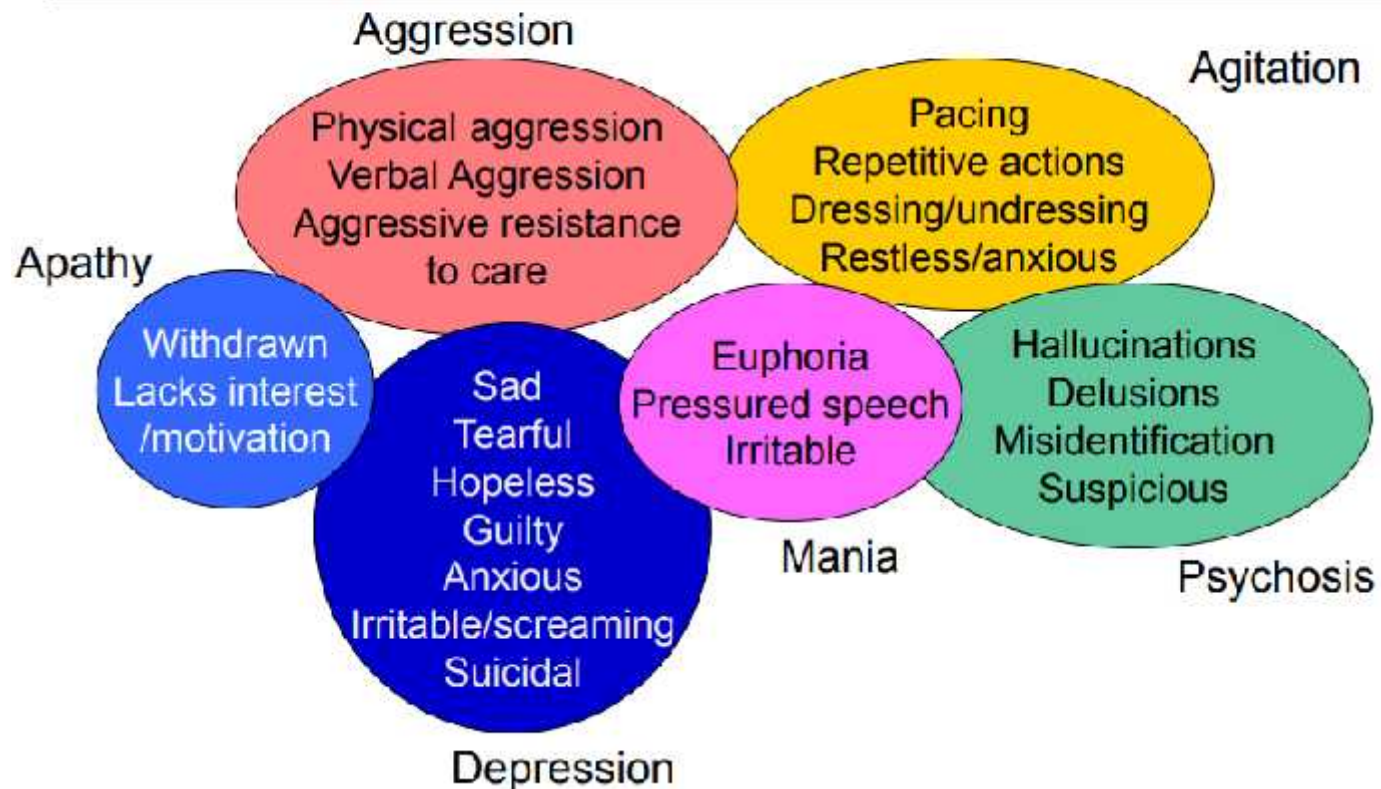 Aggression
Physical aggression
Verbal Aggression
Aggressive resistance
to care
Agitation
Pacing
Repetitive actions
Dressing/undressing
Restless/anxious
Apathy
Withdrawn
Lacks interest
/motivation
Sad
Tearful
Hopeless
Guilty
Anxious
Irritable/screaming
Suicidal
Depression
Euphoria
Pressured speech
Irritable
Mania
Hallucinations
Delusions
Misidentification
Suspicious
Psychosis